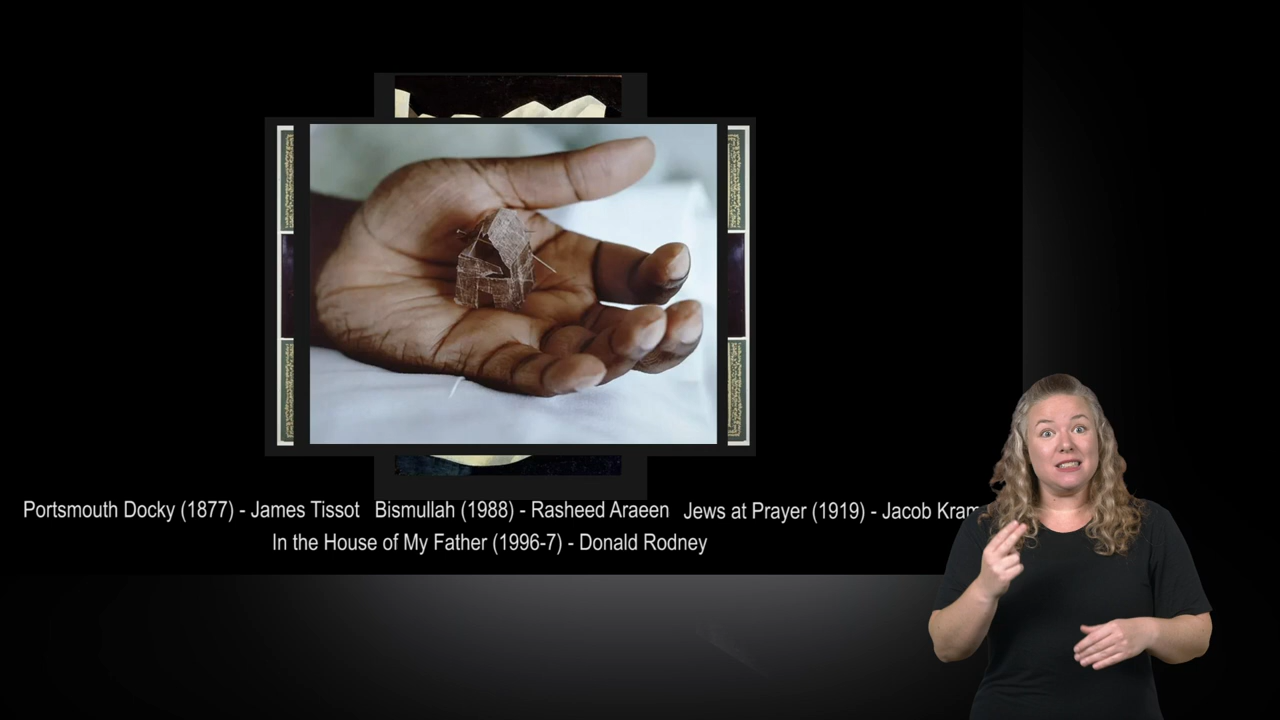 Portsmouth Docky (1877) - James Tissot Bismullah (1988) - Rasheed Araeen Jews at Prayer (1919) - Jacob
In the House of My Father (1996-7) - Donald Rodney